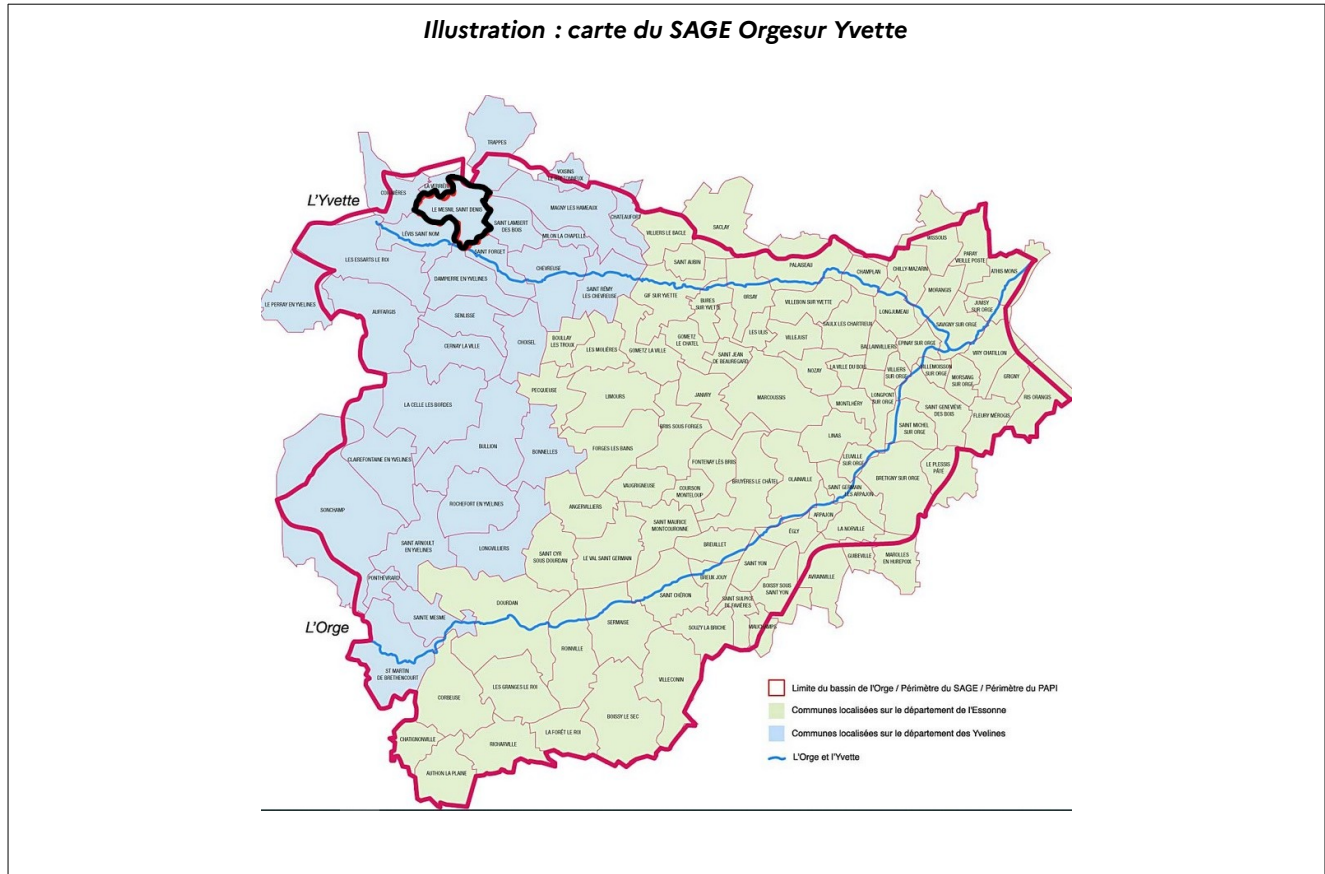 Illustration : carte du SAGE Orgesur Yvette
TRAPPES
VOISINS
LE BRETONNEUX
L'Yvette
COIGNIÈRES
LA VERRIÈRE
LE MESNIL SAINT DENIS
MAGNY LES HAMEAUX
CHATEAUFORT
SAINT LAMBERT
DES BOIS
LÉVIS SAINT NOM
MILON LA CHAPELLE
VILLIERS LE BACLE
SACLAY
WISSOUS
PARAY
VIEILLE POSTE
ATHIS MONS
SAINT FORGET
LES ESSARTS LE ROI
CHEVREUSE
SAINT AUBIN
PALAISEAU
CHAMPLAN
CHILLY-MAZARIN
MORANGIS
DAMPIERRE EN YVELINES
SAINT RÉMY
LES CHEVREUSE
GIF SUR YVETTE
BURES
SUR YVETTE
ORSAY
VILLEBON SUR YVETTE
LONGJUMEAU
JUVISY
SUR ORGE
LE PERRAY EN YVELINES
AUFFARGIS
SENLISSE
SAULX LES CHARTREUX
SAVIGNY SUR ORGE
CERNAY LA VILLE
CHOISEL
BOULLAY
LES TROUX
LES MOLIÈRES
GOMETZ LA VILLE
GOMETZ
LE CHATEL
LES ULIS
VILLEJUST
BALLAINVILLIERS
EPINAY SUR ORGE
VIRY CHATILLON
SAINT JEAN
DE BEAUREGARD
NOZAY
LA VILLE DU BOIS
VILLIERS
SUR ORGE
VILLEMOISSON
SUR ORGE
MORSANG
SUR ORGE
GRIGNY
PECQUEUSE
LIMOURS
JANVRY
MARCOUSSIS
MONTLHÉRY
LONGPONT
SUR ORGE
RIS ORANGIS
LA CELLE LES BORDES
SAINT GENEVIÈVE
DES BOIS
FLEURY MÉROGIS
BRIIS SOUS FORGES
SAINT MICHEL
SUR ORGE
LINAS
BULLION
BONNELLES
FORGES LES BAINS
FONTENAY LÈS BRIIS
LEUVILLE
SUR ORGE
CLAIREFONTAINE EN YVELINES
LE PLESSIS
PÂTÉ
BRUYÈRES LE CHÂTEL
OLLAINVILLE
SAINT GERMAIN
LÈS ARPAJON
BRETIGNY SUR ORGE
VAUGRIGNEUSE
COURSON
MONTELOUP
ROCHEFORT EN YVELINES
ANGERVILLIERS
SONCHAMP
ARPAJON
SAINT MAURICE
MONTCOURONNE
ÉGLY
LA NORVILLE
SAINT ARNOULT
EN YVELINES
LONGVILLIERS
SAINT CYR
SOUS DOURDAN
LE VAL SAINT GERMAIN
BREUILLET
GUIBEVILLE
MAROLLES
EN HUREPOIX
SAINT YON
PONTHÉVRARD
BREUX JOUY
AVRAINVILLE
BOISSY SOUS
SAINT YON
SAINT CHÉRON
SAINT SULPICE
DE FAVIÈRES
DOURDAN
SAINTE MESME
SERMAISE
SOUZY LA BRICHE
MAUCHAMPS
L'Orge
ROINVILLE
ST MARTIN
DE BRETHENCOURT
LES GRANGES LE ROI
VILLECONIN
CORBEUSE
BOISSY LE SEC
CHATIGNONVILLE
RICHARVILLE
LA FORÊT LE ROI
AUTHON LA PLAINE
Limite du bassin de l'Orge / Périmètre du SAGE / Périmètre du PAPI
Communes localisées sur le département de l'Essonne
Communes localisées sur le département des Yvelines
L'Orge et l'Yvette